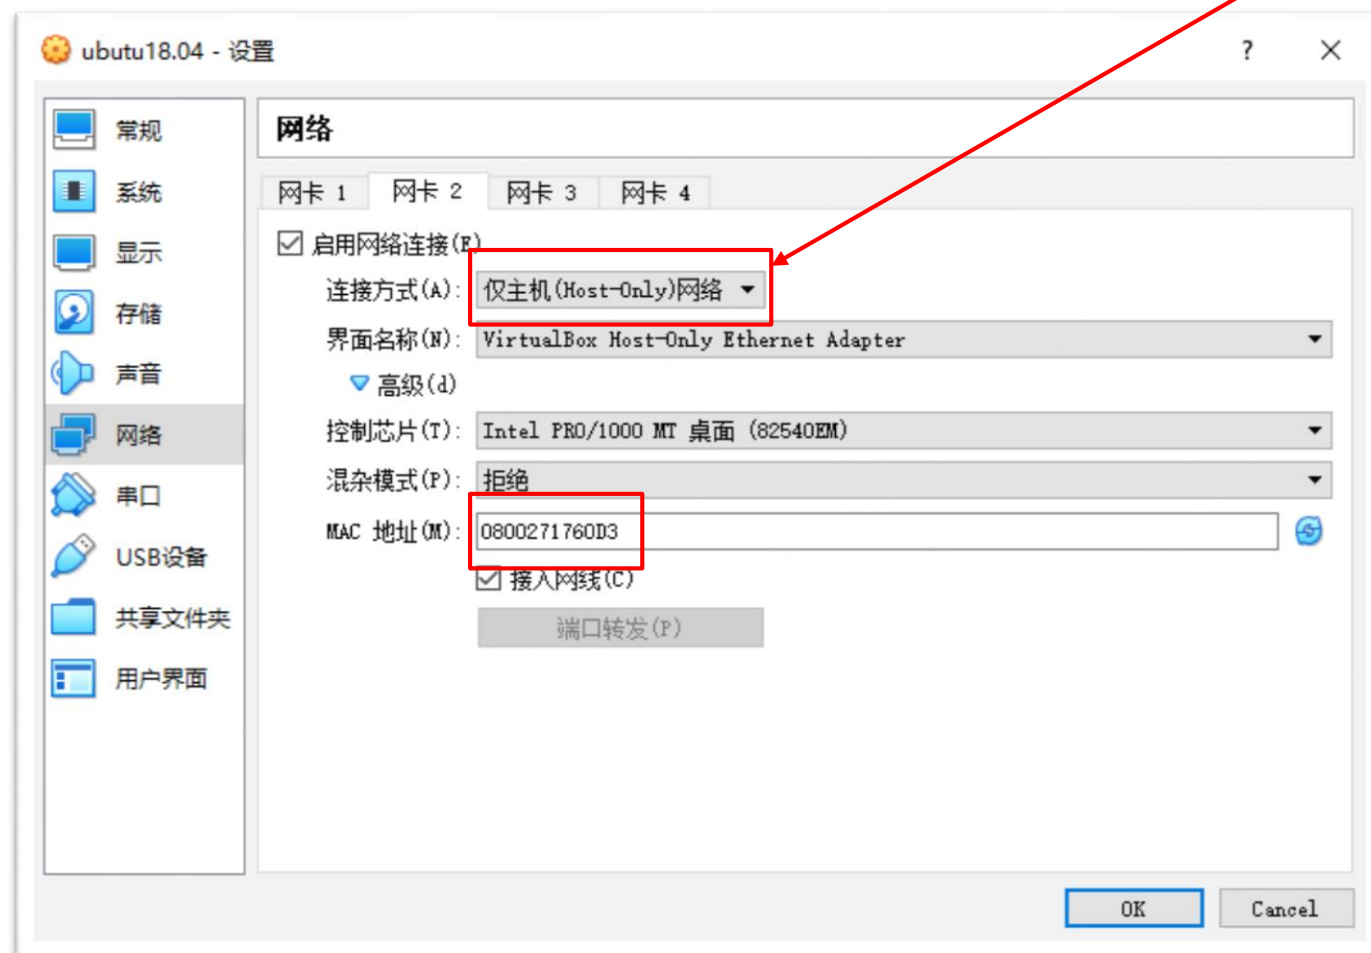 ubutu18.04 - 设置
?
常规
系统
显示
存储
声音
网络
串口
USB设备
共享文件夹
用户界面
网络
网卡 1 网卡 2 网卡 3 网卡 4
启用网络连接(E)
连接方式(A): 仅主机(Host-Only)网络
界面名称(N): VirtualBox Host-Only Ethernet Adapter
高级(d)
控制芯片(T): Intel PRO/1000 MT 桌面 (82540EM)
混杂模式(P): 拒绝
MAC 地址(M): 0800271760D3
接入网线(C)
端口转发(P)
OK Cancel